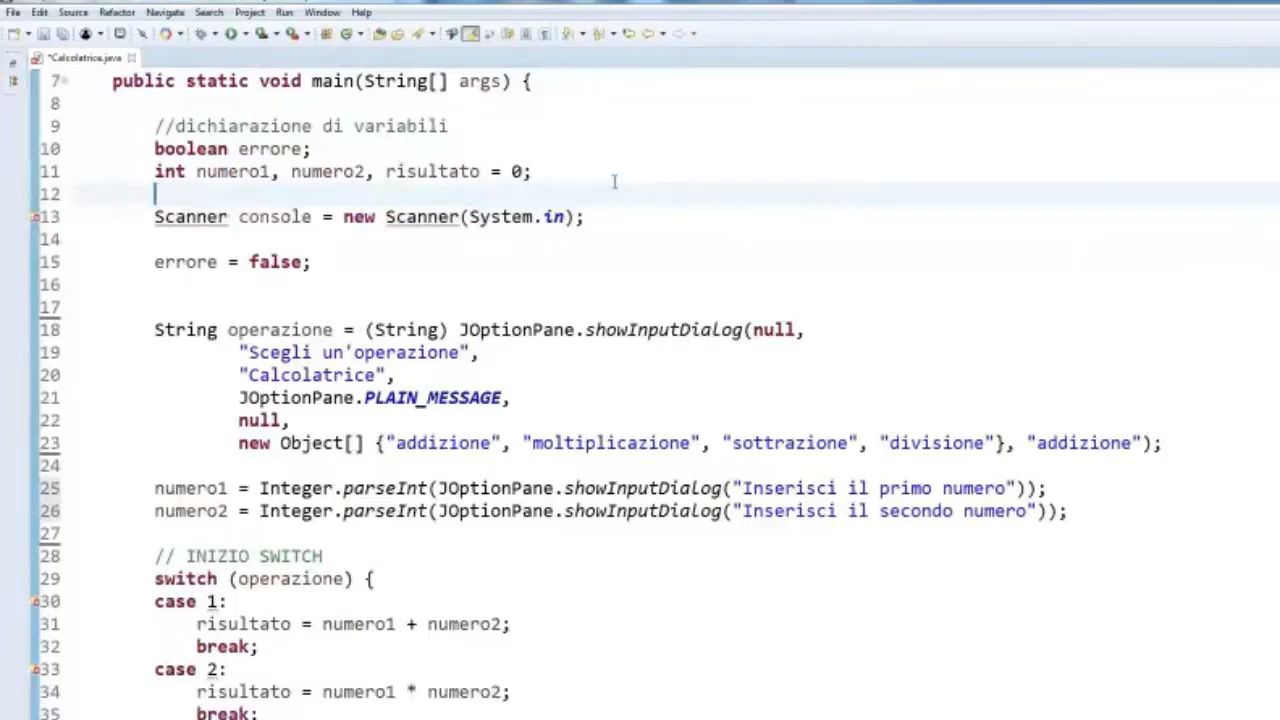 File Edit Source Refactor Navigate Search Project Run Window Help
*Calcolatrice.java
7 public static void main(String[] args) {
8
9 //dichiarazione di variabili
10 boolean errore;
11 int numero1, numero2, risultato = 0;
12
13 Scanner console = new Scanner(System.in);
14
15 errore = false;
16
17
18 String operazione = (String) JOptionPane.showInputDialog(null,
19 "Scegli un'operazione",
20 "Calcolatrice",
21 JOptionPane.PLAIN_MESSAGE,
22 null,
23 new Object[] {"addizione", "moltiplicazione", "sottrazione", "divisione"}, "addizione");
24
25 numero1 = Integer.parseInt(JOptionPane.showInputDialog("Inserisci il primo numero"));
26 numero2 = Integer.parseInt(JOptionPane.showInputDialog("Inserisci il secondo numero"));
27
28 // INIZIO SWITCH
29 switch (operazione) {
30 case 1:
31 risultato = numero1 + numero2;
32 break;
33 case 2:
34 risultato = numero1 * numero2;
35 break;